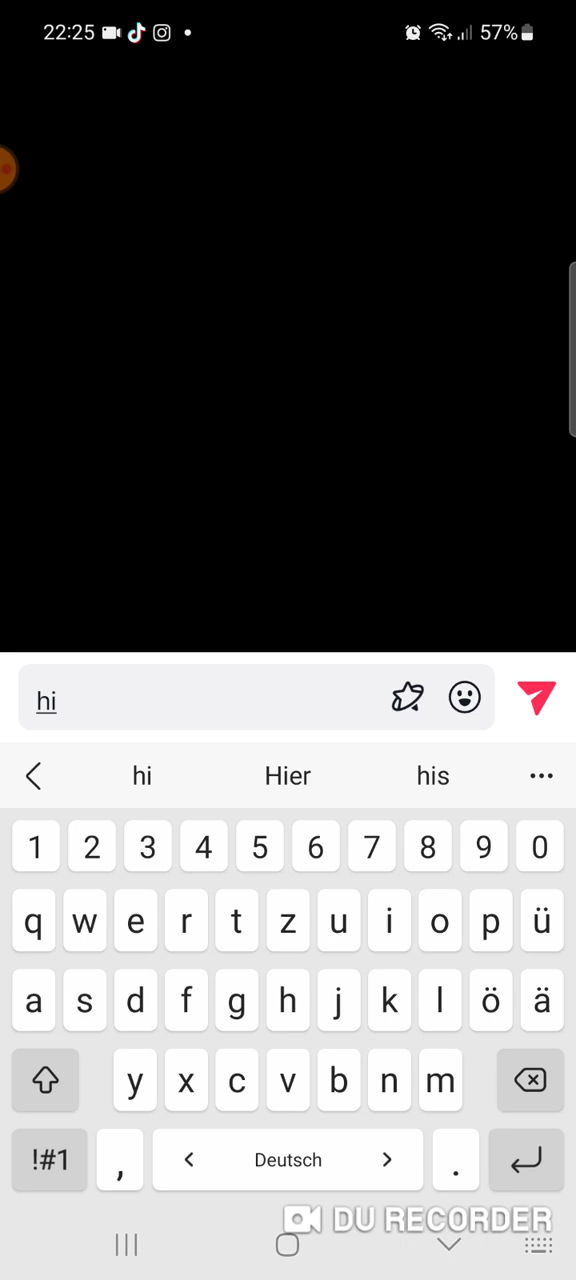 22:25 57%
hi
hi Hier his
1 2 3 4 5 6 7 8 9 0
q w e r t z u i o p ü
a s d f g h j k l ö ä
y x c v b n m
!#1 , Deutsch .
DU RECORDER